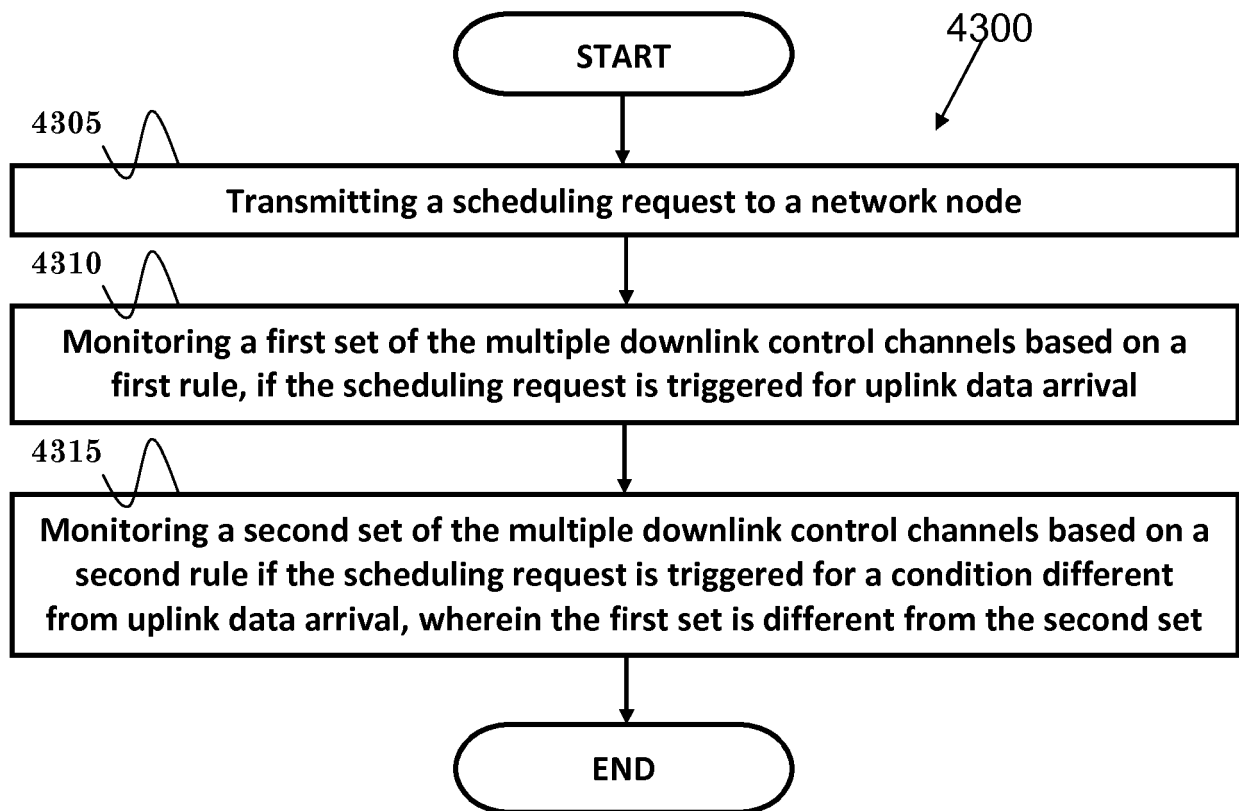 START
4300
4305
Transmitting a scheduling request to a network node
4310
Monitoring a first set of the multiple downlink control channels based on a
first rule, if the scheduling request is triggered for uplink data arrival
4315
Monitoring a second set of the multiple downlink control channels based on a
second rule if the scheduling request is triggered for a condition different
from uplink data arrival, wherein the first set is different from the second set
END